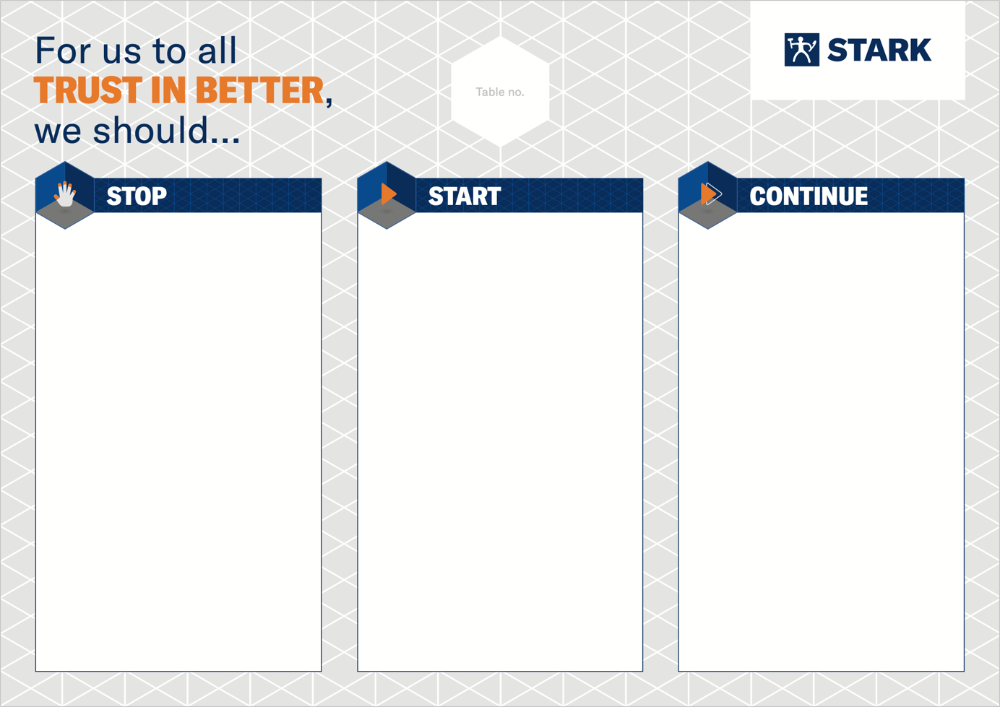 For us to all
TRUST IN BETTER,
we should...
Table no.
STARK
STOP
START
CONTINUE